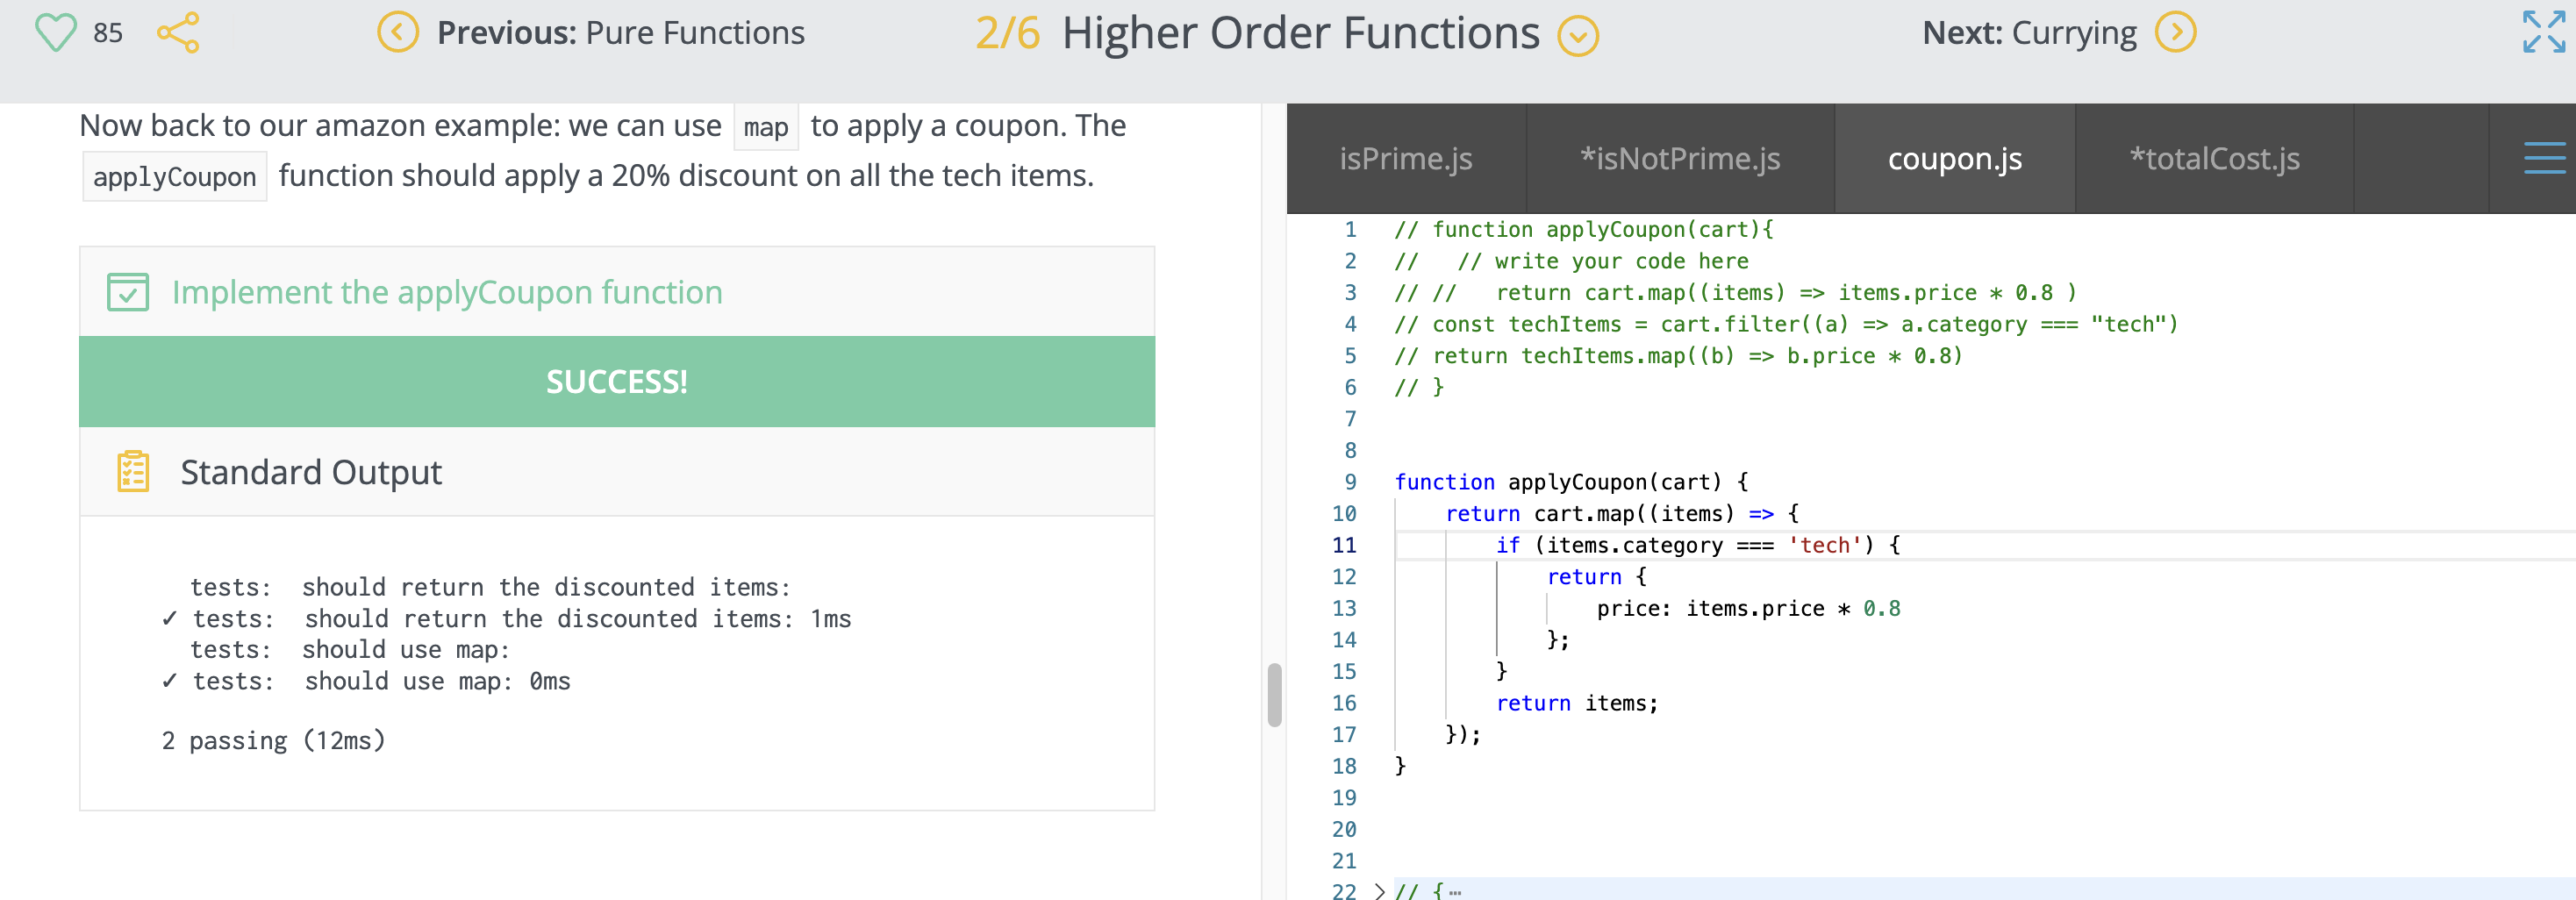 85
Previous: Pure Functions
2/6 Higher Order Functions
Next: Currying
Now back to our amazon example: we can use map to apply a coupon. The
applyCoupon function should apply a 20% discount on all the tech items.
Implement the applyCoupon function
SUCCESS!
Standard Output
tests:  should return the discounted items:
✓ tests:  should return the discounted items: 1ms
tests:  should use map:
✓ tests:  should use map: 0ms
2 passing (12ms)
isPrime.js
*isNotPrime.js
coupon.js
*totalCost.js
1 // function applyCoupon(cart){
2 //   // write your code here
3 // //   return cart.map((items) => items.price * 0.8 )
4 // const techItems = cart.filter((a) => a.category === "tech")
5 // return techItems.map((b) => b.price * 0.8)
6 // }
7
8
9 function applyCoupon(cart) {
10     return cart.map((items) => {
11         if (items.category === 'tech') {
12             return {
13                 price: items.price * 0.8
14             };
15         }
16         return items;
17     });
18 }
19
20
21
22 // {⋯